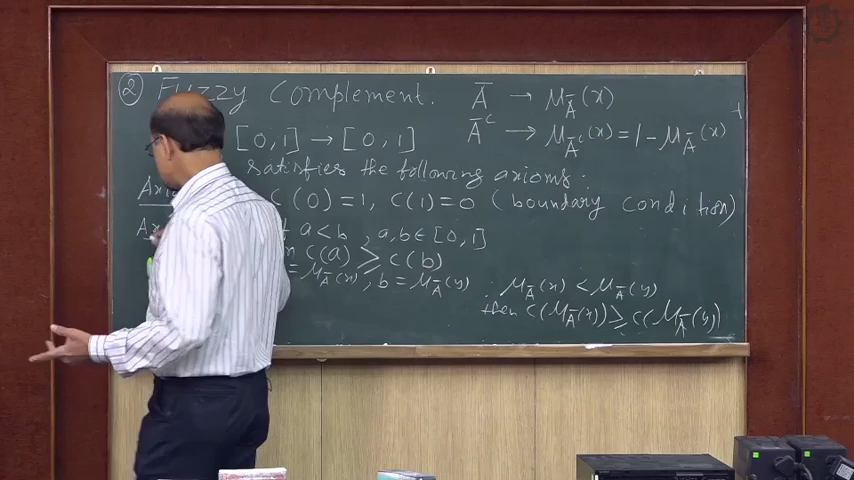 ② Fuzzy Complement. Ā → μ_Ā(x)
[0,1] → [0,1] Ā^c → μ_Ā^c(x) = 1 - μ_Ā(x)
satisfies the following axioms:
C(0) = 1, C(1) = 0 (boundary condition)
a < b , a, b ∈ [0,1]
C(a) ⩾ C(b)
= μ_Ā(x) , b = μ_Ā(y) μ_Ā(x) < μ_Ā(y)
then C(μ_Ā(x)) ⩾ C(μ_Ā(y))